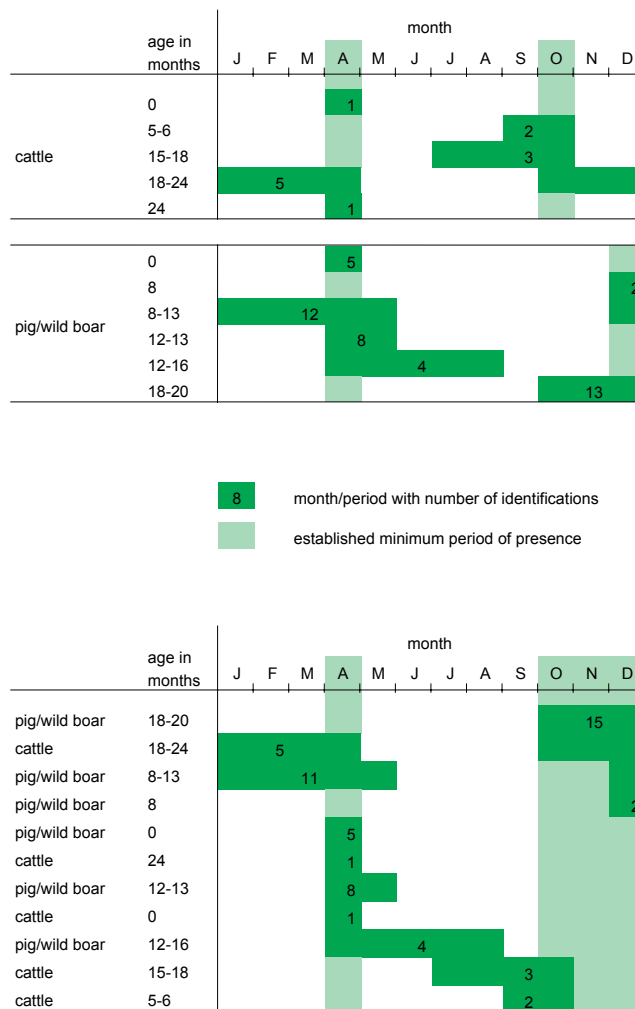 month
age in
months J F M A M J J A S O N D
0 1
5-6 2
cattle 15-18 3
18-24 5
24 1
0 5
8 2
8-13 12
pig/wild boar
12-13 8
12-16 4
18-20 13
8 month/period with number of identifications
established minimum period of presence
month
age in
months J F M A M J J A S O N D
pig/wild boar 18-20 15
cattle 18-24 5
pig/wild boar 8-13 11
pig/wild boar 8 2
pig/wild boar 0 5
cattle 24 1
pig/wild boar 12-13 8
cattle 0 1
pig/wild boar 12-16 4
cattle 15-18 3
cattle 5-6 2